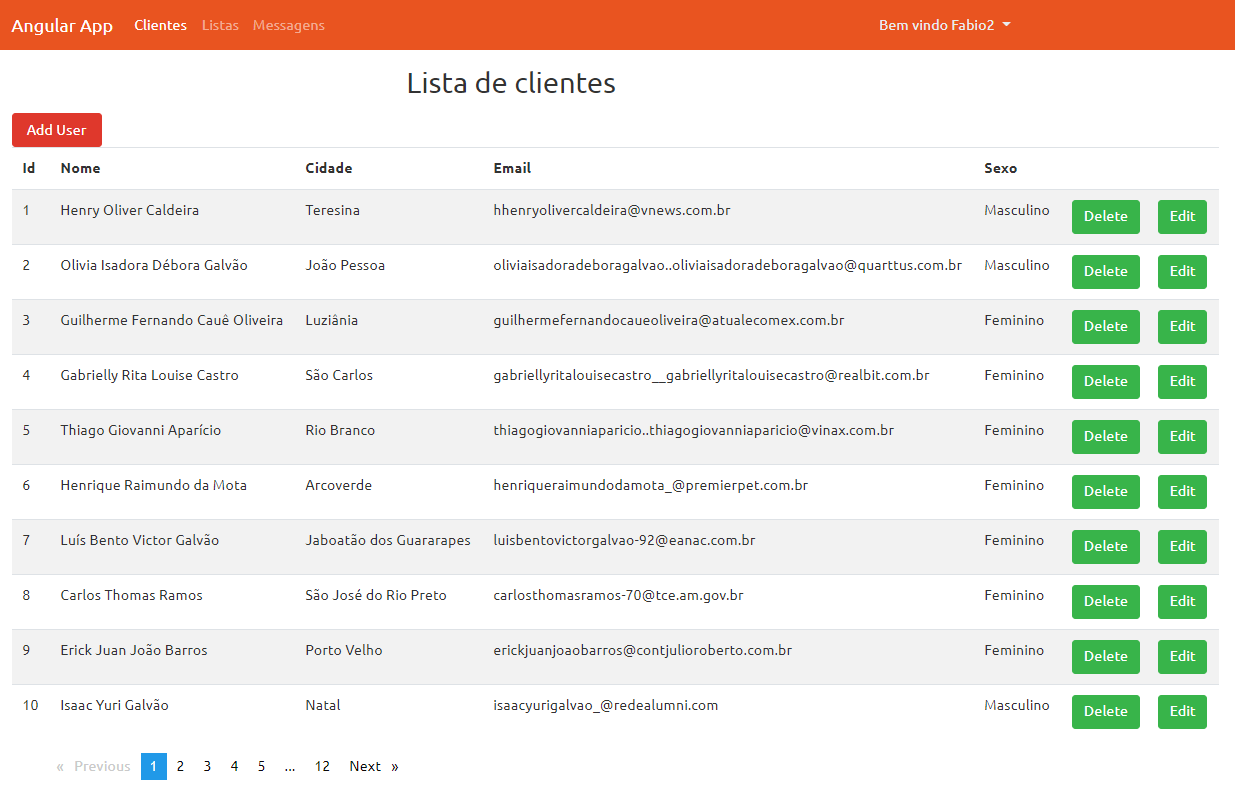 Angular App Clientes Listas Messagens Bem vindo Fabio2
Lista de clientes
Add User
Id Nome Cidade Email Sexo
1 Henry Oliver Caldeira Teresina hhenryolivercaldeira@vnews.com.br Masculino Delete Edit
2 Olivia Isadora Débora Galvão João Pessoa oliviaisadoradeboragalvao..oliviaisadoradeboragalvao@quarttus.com.br Masculino Delete Edit
3 Guilherme Fernando Cauê Oliveira Luziânia guilhermefernandocaueoliveira@atualecomex.com.br Feminino Delete Edit
4 Gabrielly Rita Louise Castro São Carlos gabriellyritalouisecastro__gabriellyritalouisecastro@realbit.com.br Feminino Delete Edit
5 Thiago Giovanni Aparício Rio Branco thiagogiovanniaparicio..thiagogiovanniaparicio@vinax.com.br Feminino Delete Edit
6 Henrique Raimundo da Mota Arcoverde henriqueraimundodamota_@premierpet.com.br Feminino Delete Edit
7 Luís Bento Victor Galvão Jaboatão dos Guararapes luisbentovictorgalvao-92@eanac.com.br Feminino Delete Edit
8 Carlos Thomas Ramos São José do Rio Preto carlosthomasramos-70@tce.am.gov.br Feminino Delete Edit
9 Erick Juan João Barros Porto Velho erickjuanjoaobarros@contjulioroberto.com.br Feminino Delete Edit
10 Isaac Yuri Galvão Natal isaacyurigalvao_@redealumni.com Masculino Delete Edit
« Previous 1 2 3 4 5 ... 12 Next »